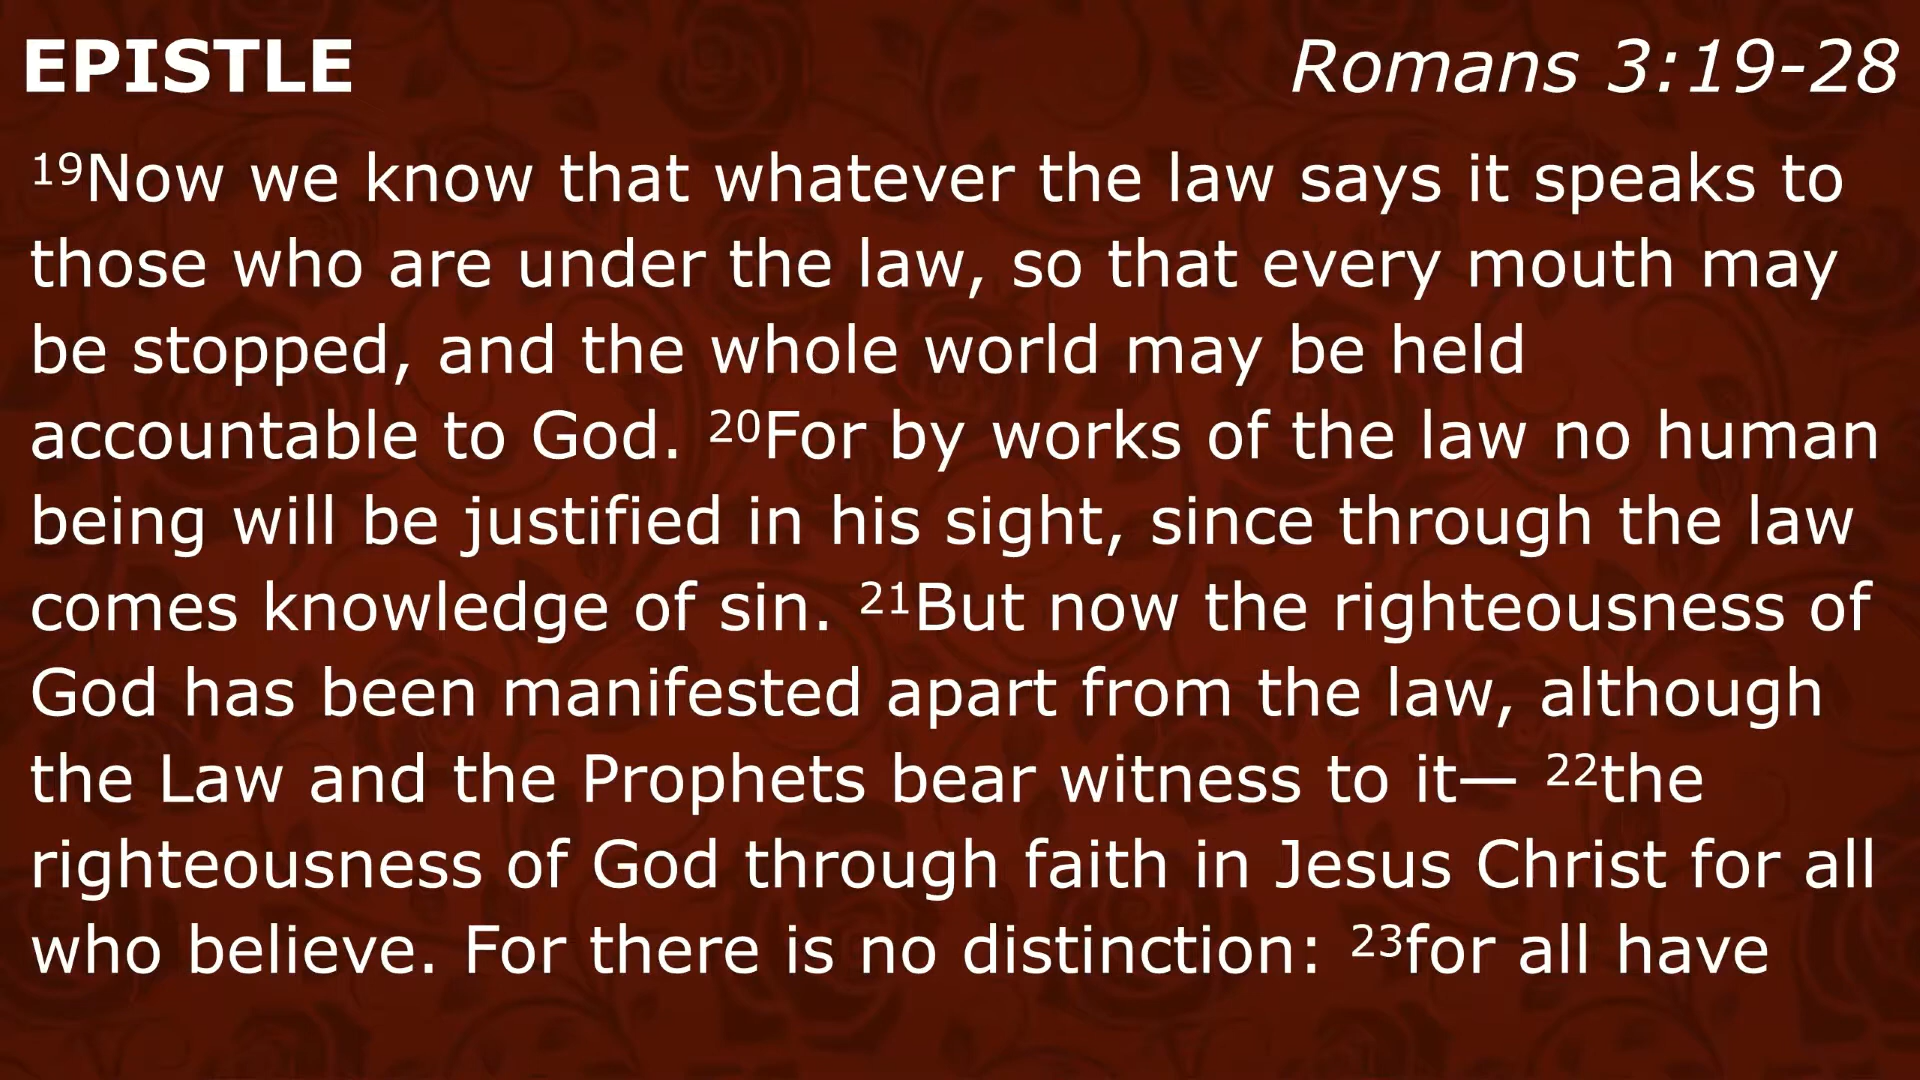 EPISTLE Romans 3:19-28
¹⁹Now we know that whatever the law says it speaks to
those who are under the law, so that every mouth may
be stopped, and the whole world may be held
accountable to God. ²⁰For by works of the law no human
being will be justified in his sight, since through the law
comes knowledge of sin. ²¹But now the righteousness of
God has been manifested apart from the law, although
the Law and the Prophets bear witness to it— ²²the
righteousness of God through faith in Jesus Christ for all
who believe. For there is no distinction: ²³for all have